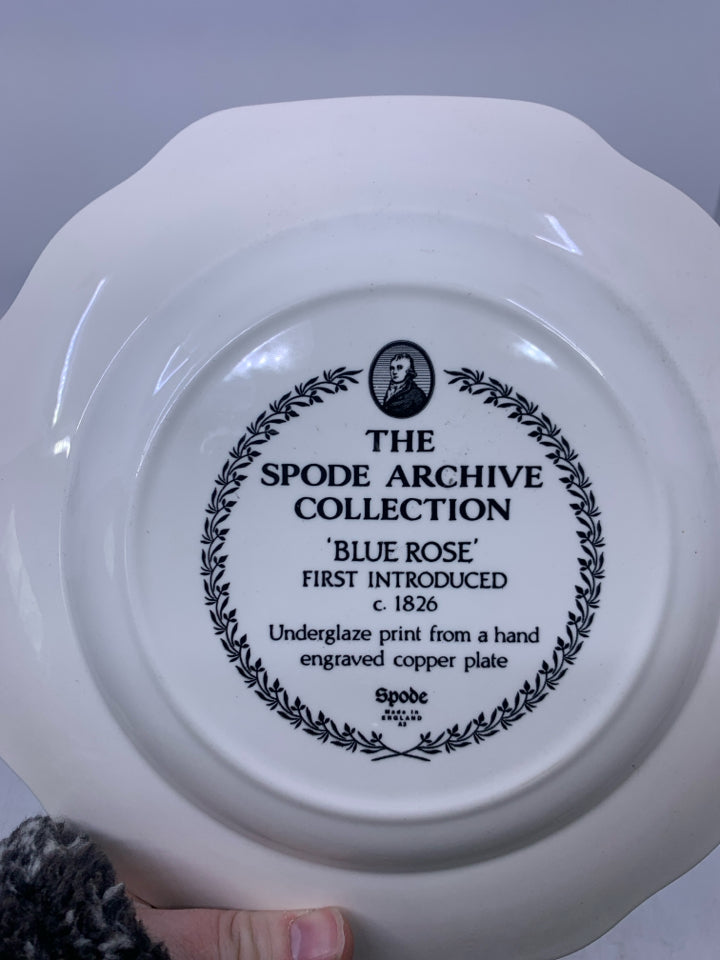 THE
SPODE ARCHIVE
COLLECTION
'BLUE ROSE'
FIRST INTRODUCED
c. 1826
Underglaze print from a hand
engraved copper plate
Spode
Made in
ENGLAND
A2